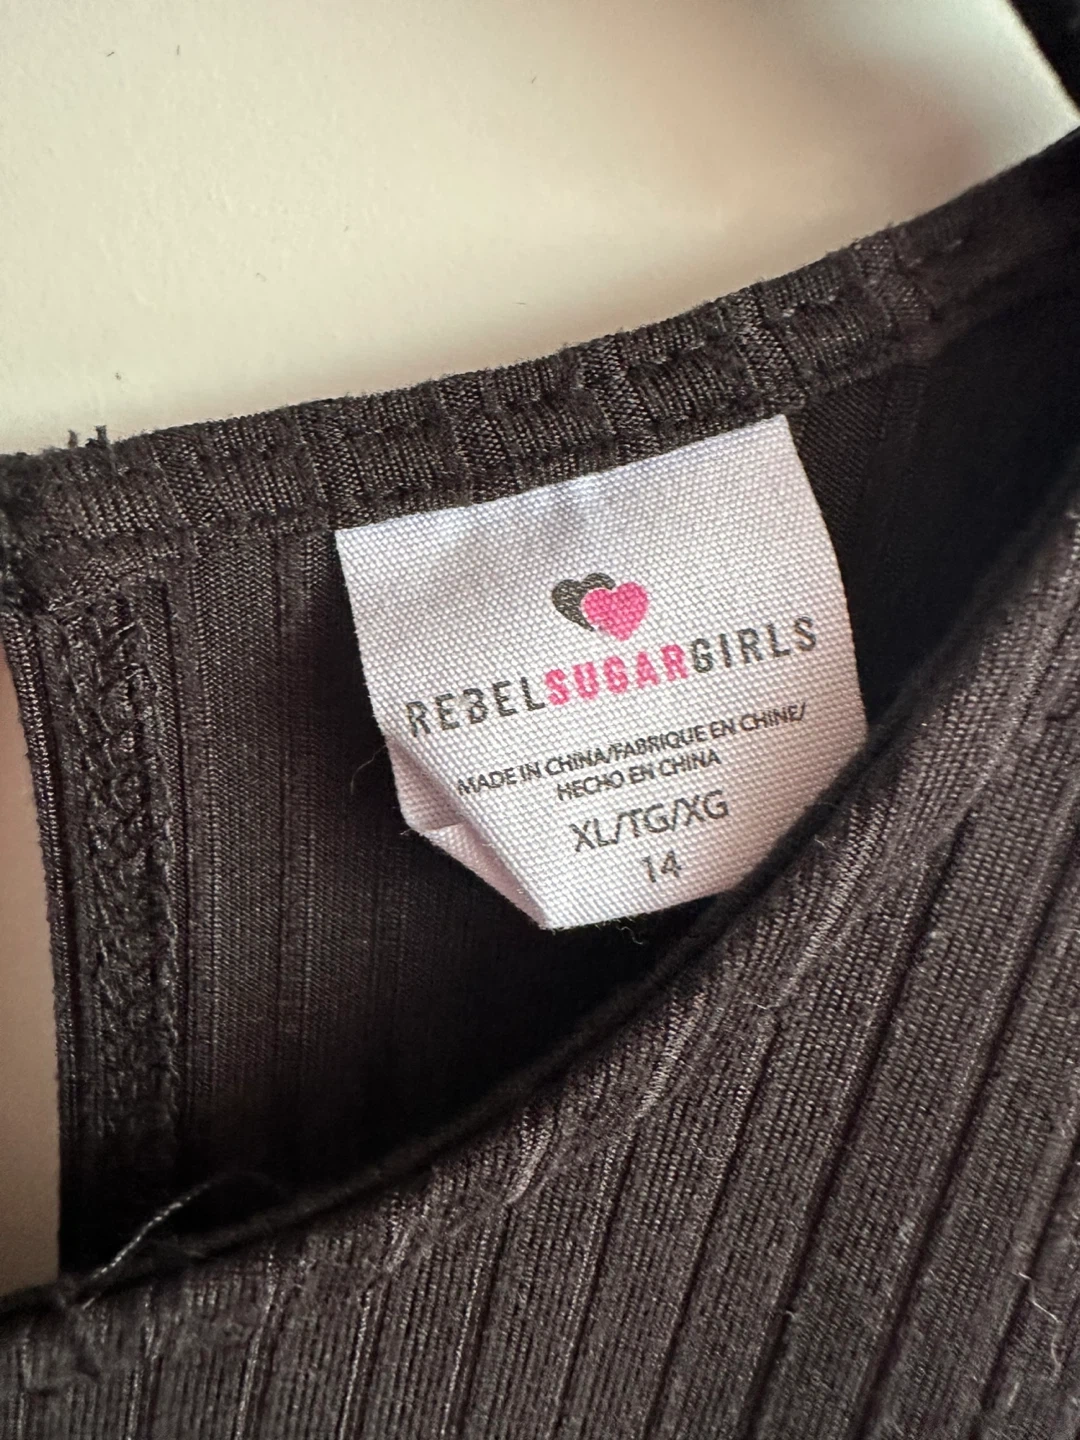 REBELSUGARGIRLS
MADE IN CHINA/FABRIQUE EN CHINE/
HECHO EN CHINA
XL/TG/XG
14